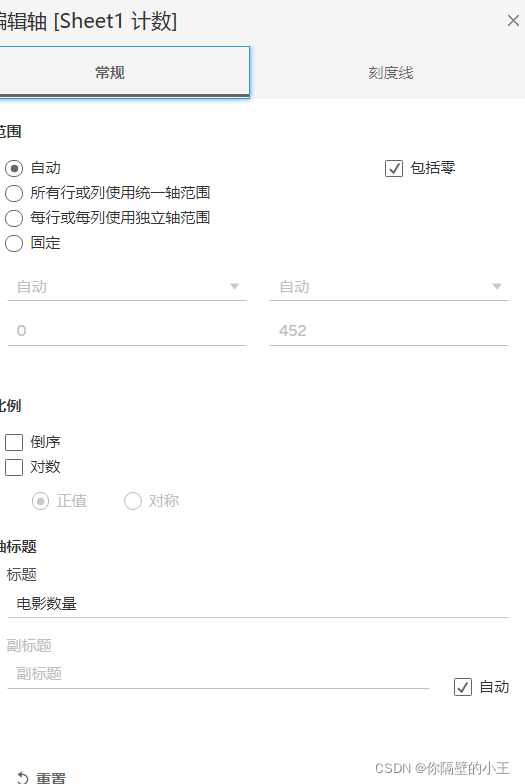 编辑轴 [Sheet1 计数]
常规 刻度线
范围
自动 包括零
所有行或列使用统一轴范围
每行或每列使用独立轴范围
固定
自动 自动
0 452
比例
倒序
对数
正值 对称
轴标题
标题
电影数量
副标题
副标题 自动
重置
CSDN @你隔壁的小王